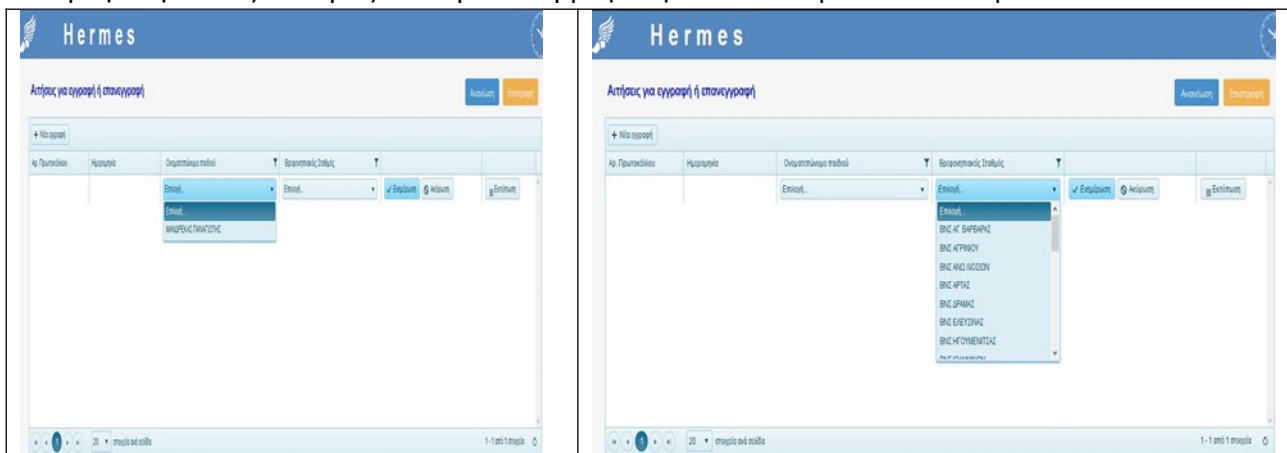 Hermes
Αιτήσεις για εγγραφή ή επανεγγραφή
Ανανέωση Επιστροφή
+ Νέα εγγραφή
Αρ. Πρωτοκόλλου Ημερομηνία Ονοματεπώνυμο παιδιού Βρεφονηπιακός Σταθμός
Επιλογή... Επιλογή... Ενημέρωση Ακύρωση Εκτύπωση
Επιλογή...
ΜΑΝΔΡΕΚΑΣ ΠΑΝΑΓΙΩΤΗΣ
1 20 στοιχεία ανά σελίδα 1-1 από 1 στοιχεία
Hermes
Αιτήσεις για εγγραφή ή επανεγγραφή
Ανανέωση Επιστροφή
+ Νέα εγγραφή
Αρ. Πρωτοκόλλου Ημερομηνία Ονοματεπώνυμο παιδιού Βρεφονηπιακός Σταθμός
Επιλογή... Επιλογή... Ενημέρωση Ακύρωση Εκτύπωση
Επιλογή...
ΒΝΣ ΑΓ. ΒΑΡΒΑΡΑΣ
ΒΝΣ ΑΓΡΙΝΙΟΥ
ΒΝΣ ΑΝΩ ΛΙΟΣΙΩΝ
ΒΝΣ ΑΡΤΑΣ
ΒΝΣ ΔΡΑΜΑΣ
ΒΝΣ ΕΛΕΥΣΙΝΑΣ
ΒΝΣ ΗΓΟΥΜΕΝΙΤΣΑΣ
1 20 στοιχεία ανά σελίδα 1-1 από 1 στοιχεία